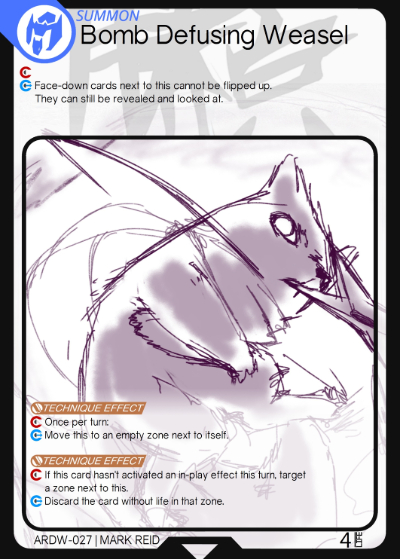 SUMMON
Bomb Defusing Weasel
C
C Face-down cards next to this cannot be flipped up.
They can still be revealed and looked at.
TECHNIQUE EFFECT
C Once per turn:
E Move this to an empty zone next to itself.
TECHNIQUE EFFECT
C If this card hasn't activated an in-play effect this turn, target
a zone next to this.
E Discard the card without life in that zone.
ARDW-027 | MARK REID
4 LIFE